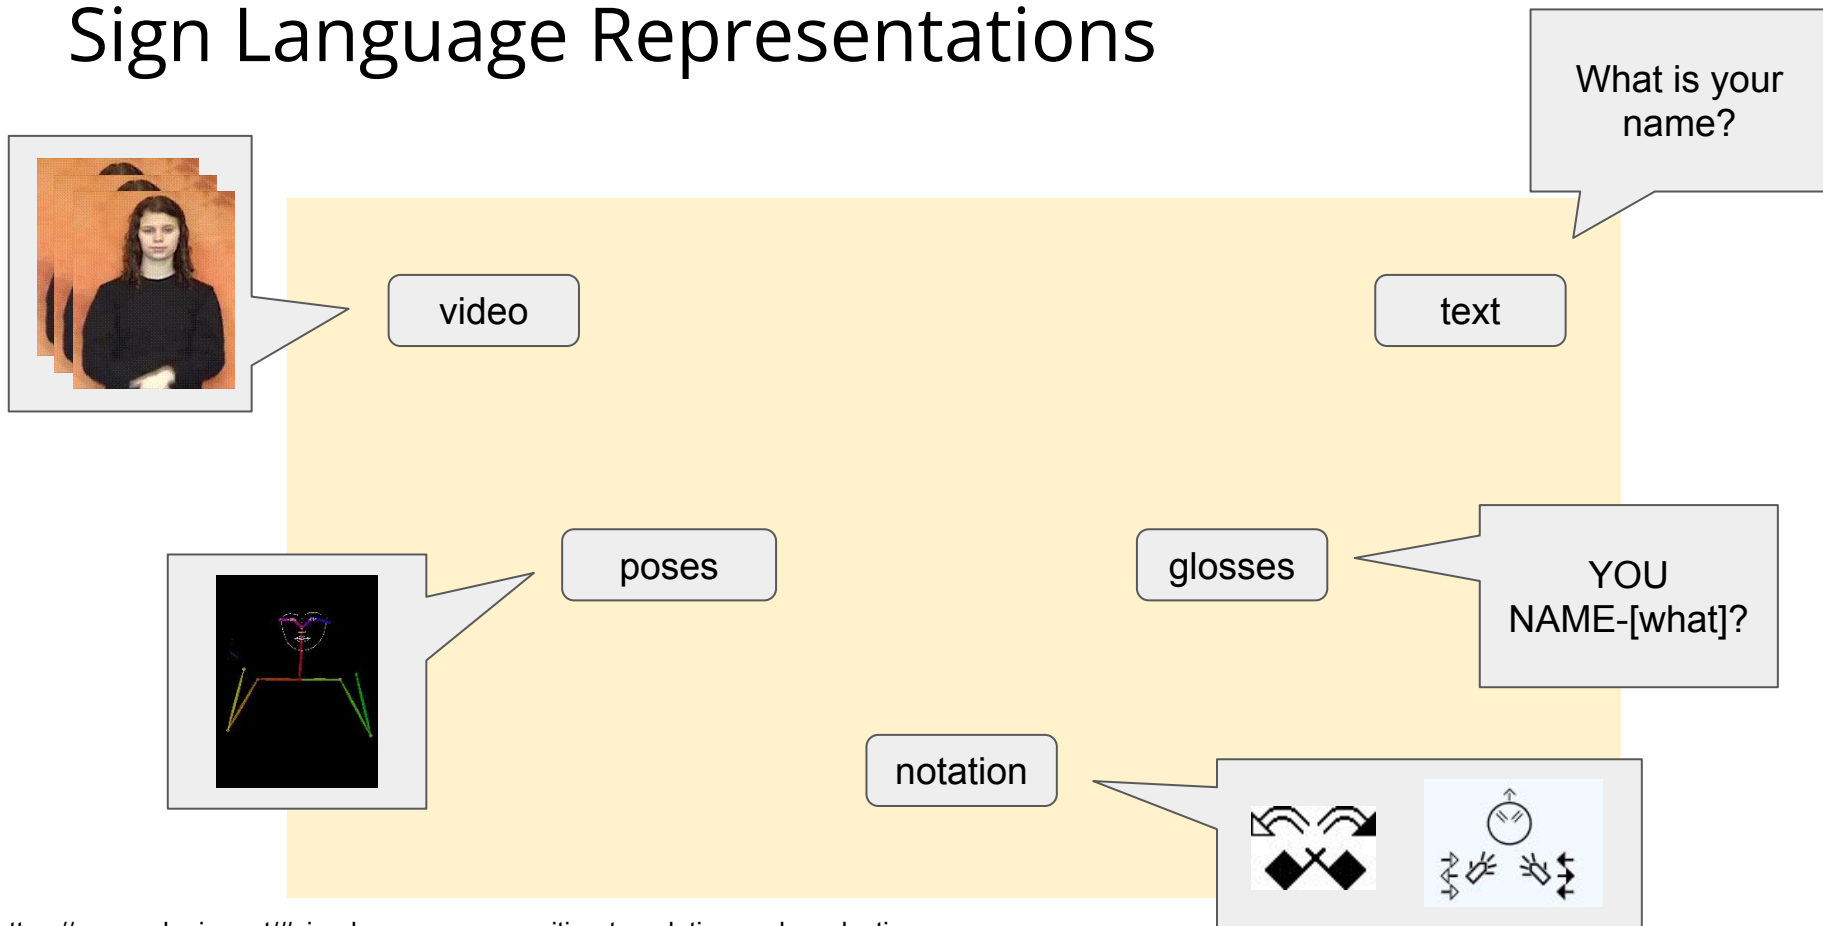 Sign Language Representations
What is your
name?
video
text
poses
glosses
YOU
NAME-[what]?
notation